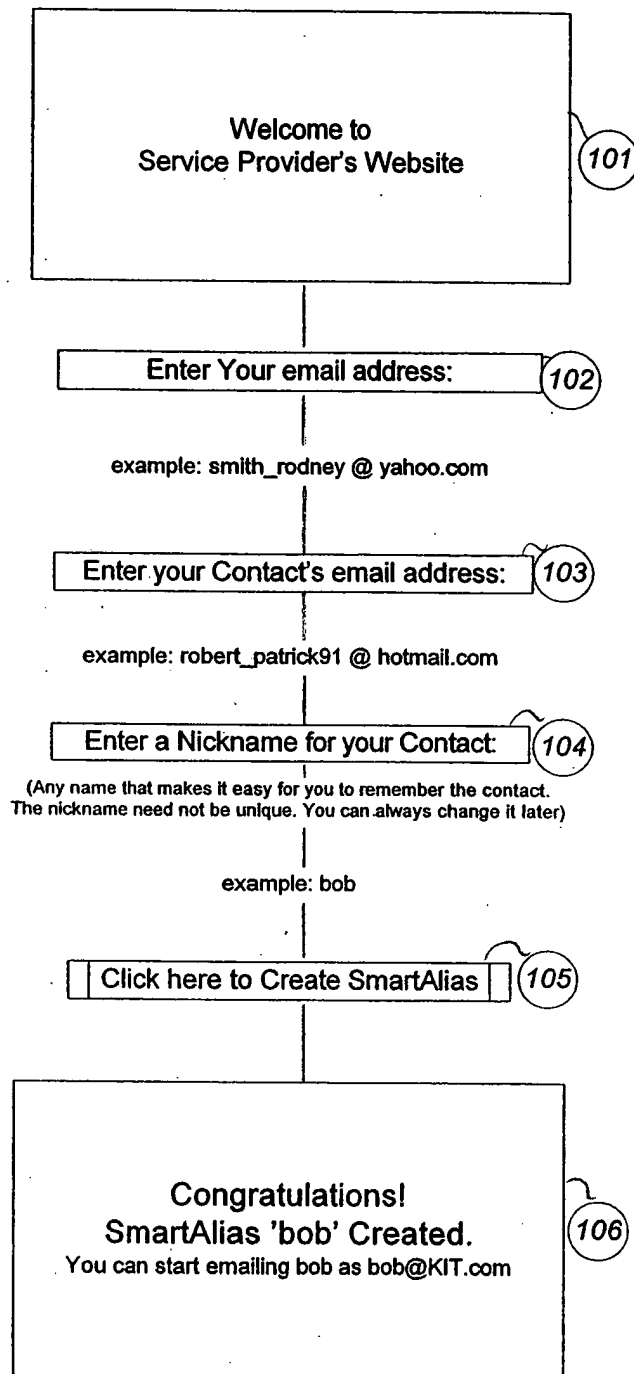 Welcome to
Service Provider's Website
101
Enter Your email address:
102
example: smith_rodney @ yahoo.com
Enter your Contact's email address:
103
example: robert_patrick91 @ hotmail.com
Enter a Nickname for your Contact:
104
(Any name that makes it easy for you to remember the contact.
The nickname need not be unique. You can always change it later)
example: bob
Click here to Create SmartAlias
105
Congratulations!
SmartAlias 'bob' Created.
You can start emailing bob as bob@KIT.com
106